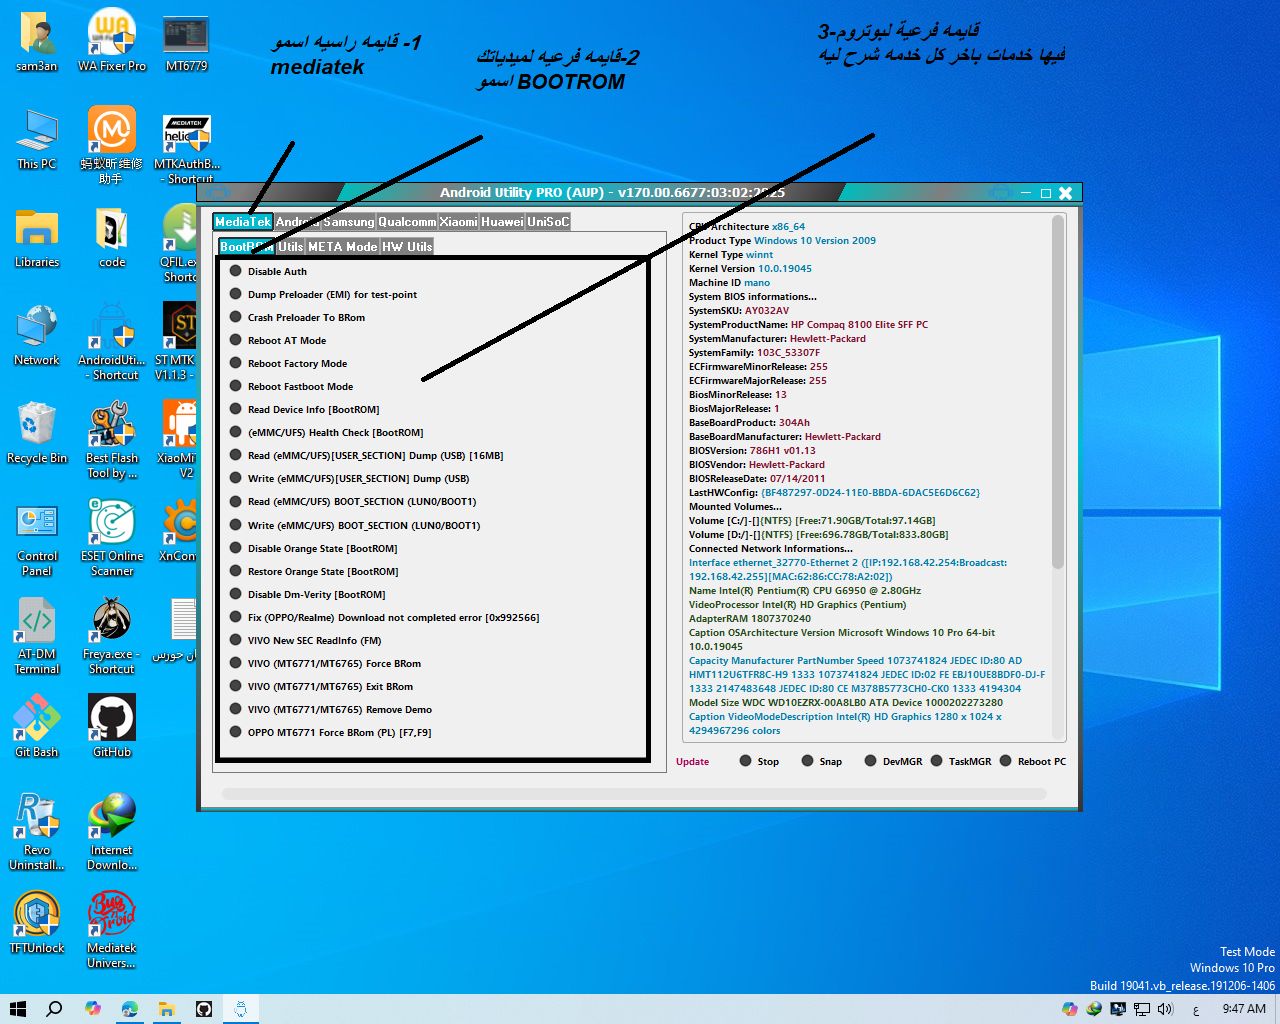 1- قايمه راسيه اسمو
mediatek
2-قايمه فرعيه لميدياتك
اسمو BOOTROM
3-قايمه فرعية لبوتروم
فيها خدمات باخر كل خدمه شرح ليه
sam3an
WA Fixer Pro
MT6779
This PC
蚂蚁昕维修
助手
MTKAuthB...
- Shortcut
Libraries
code
QFIL.ex
Shortc
Network
AndroidUti...
- Shortcut
ST MTK
V1.1.3 -
Recycle Bin
Best Flash
Tool by ...
XiaoMi
V2
Control
Panel
ESET Online
Scanner
XnCon
AT-DM
Terminal
Freya.exe -
Shortcut
ان حورس
Git Bash
GitHub
Revo
Uninstall...
Internet
Downlo...
TFTUnlock
Mediatek
Univers...
Android Utility PRO (AUP) - v170.00.6677:03:02:2025
MediaTek Android Samsung Qualcomm Xiaomi Huawei UniSoC
BootROM Utils META Mode HW Utils
Disable Auth
Dump Preloader (EMI) for test-point
Crash Preloader To BRom
Reboot AT Mode
Reboot Factory Mode
Reboot Fastboot Mode
Read Device Info [BootROM]
(eMMC/UFS) Health Check [BootROM]
Read (eMMC/UFS)[USER_SECTION] Dump (USB) [16MB]
Write (eMMC/UFS)[USER_SECTION] Dump (USB)
Read (eMMC/UFS) BOOT_SECTION (LUN0/BOOT1)
Write (eMMC/UFS) BOOT_SECTION (LUN0/BOOT1)
Disable Orange State [BootROM]
Restore Orange State [BootROM]
Disable Dm-Verity [BootROM]
Fix (OPPO/Realme) Download not completed error [0x992566]
VIVO New SEC ReadInfo (FM)
VIVO (MT6771/MT6765) Force BRom
VIVO (MT6771/MT6765) Exit BRom
VIVO (MT6771/MT6765) Remove Demo
OPPO MT6771 Force BRom (PL) [F7,F9]
CPU Architecture x86_64
Product Type Windows 10 Version 2009
Kernel Type winnt
Kernel Version 10.0.19045
Machine ID mano
System BIOS informations...
SystemSKU: AY032AV
SystemProductName: HP Compaq 8100 Elite SFF PC
SystemManufacturer: Hewlett-Packard
SystemFamily: 103C_53307F
ECFirmwareMinorRelease: 255
ECFirmwareMajorRelease: 255
BiosMinorRelease: 13
BiosMajorRelease: 1
BaseBoardProduct: 304Ah
BaseBoardManufacturer: Hewlett-Packard
BIOSVersion: 786H1 v01.13
BIOSVendor: Hewlett-Packard
BIOSReleaseDate: 07/14/2011
LastHWConfig: {BF487297-0D24-11E0-BBDA-6DAC5E6D6C62}
Mounted Volumes...
Volume [C:/]-[]{NTFS} [Free:71.90GB/Total:97.14GB]
Volume [D:/]-[]{NTFS} [Free:696.78GB/Total:833.80GB]
Connected Network Informations...
Interface ethernet_32770-Ethernet 2 ([IP:192.168.42.254:Broadcast:
192.168.42.255][MAC:62:86:CC:78:A2:02])
Name Intel(R) Pentium(R) CPU G6950 @ 2.80GHz
VideoProcessor Intel(R) HD Graphics (Pentium)
AdapterRAM 1807370240
Caption OSArchitecture Version Microsoft Windows 10 Pro 64-bit
10.0.19045
Capacity Manufacturer PartNumber Speed 1073741824 JEDEC ID:80 AD
HMT112U6TFR8C-H9 1333 1073741824 JEDEC ID:02 FE EBJ10UE8BDF0-DJ-F
1333 2147483648 JEDEC ID:80 CE M378B5773CH0-CK0 1333 4194304
Model Size WDC WD10EZRX-00A8LB0 ATA Device 1000202273280
Caption VideoModeDescription Intel(R) HD Graphics 1280 x 1024 x
4294967296 colors
Update Stop Snap DevMGR TaskMGR Reboot PC
Test Mode
Windows 10 Pro
Build 19041.vb_release.191206-1406
ع 9:47 AM